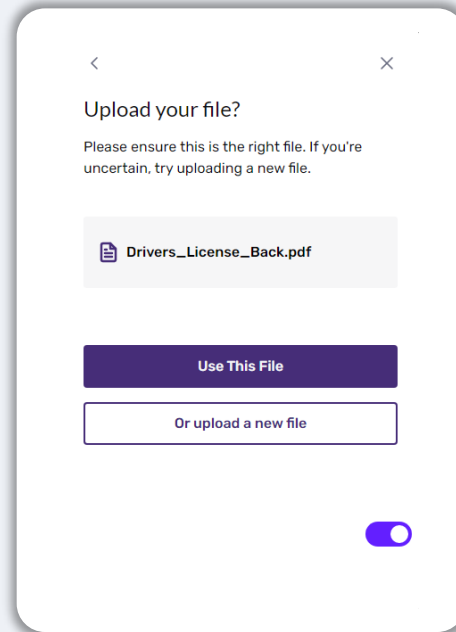 Upload your file?
Please ensure this is the right file. If you're
uncertain, try uploading a new file.
Drivers_License_Back.pdf
Use This File
Or upload a new file